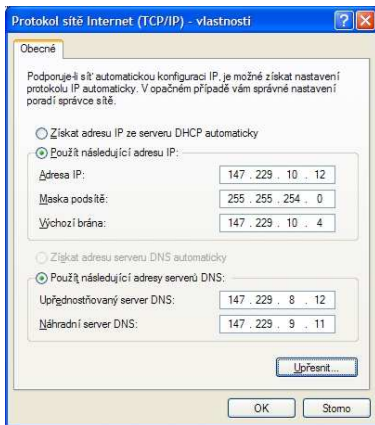 Protokol sítě Internet (TCP/IP) - vlastnosti
Obecné
Podporuje-li síť automatickou konfiguraci IP, je možné získat nastavení
protokolu IP automaticky. V opačném případě vám správné nastavení
poradí správce sítě.
Získat adresu IP ze serveru DHCP automaticky
Použít následující adresu IP:
Adresa IP: 147 . 229 . 10 . 12
Maska podsítě: 255 . 255 . 254 . 0
Výchozí brána: 147 . 229 . 10 . 4
Získat adresu serveru DNS automaticky
Použít následující adresy serverů DNS:
Upřednostňovaný server DNS: 147 . 229 . 8 . 12
Náhradní server DNS: 147 . 229 . 9 . 11
Upřesnit...
OK Storno